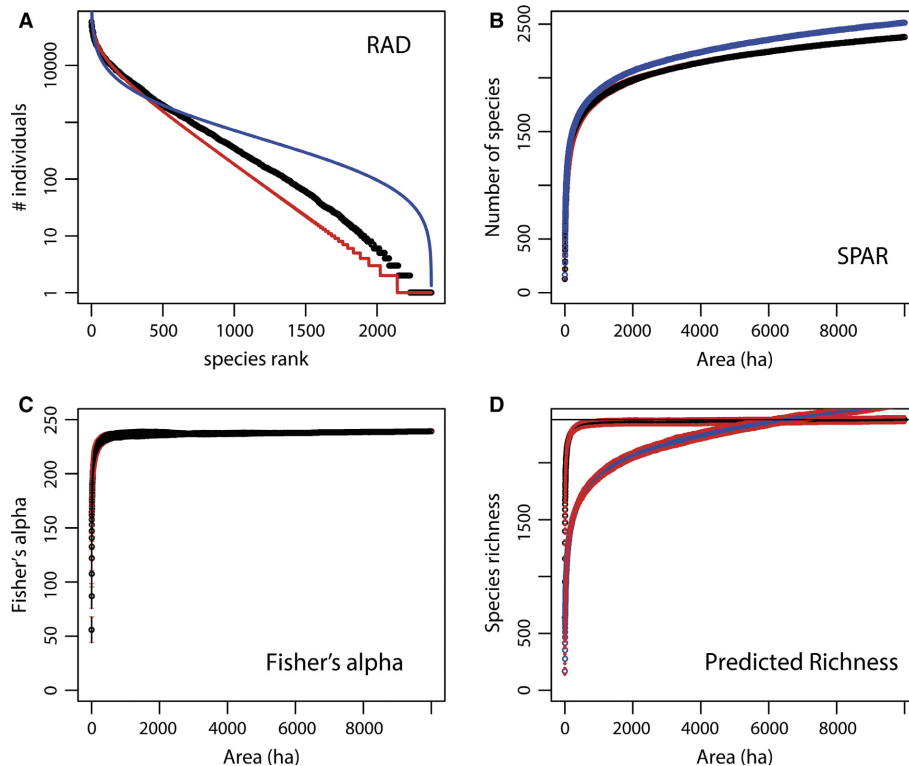 A
RAD
10000
100
10
1
# individuals
0
500
1000
1500
2000
species rank
B
2500
1500
500
0
Number of species
SPAR
0
2000
4000
6000
8000
Area (ha)
C
250
200
150
100
50
0
Fisher's alpha
Fisher's alpha
0
2000
4000
6000
8000
Area (ha)
D
1500
500
0
Species richness
Predicted Richness
0
2000
4000
6000
8000
Area (ha)